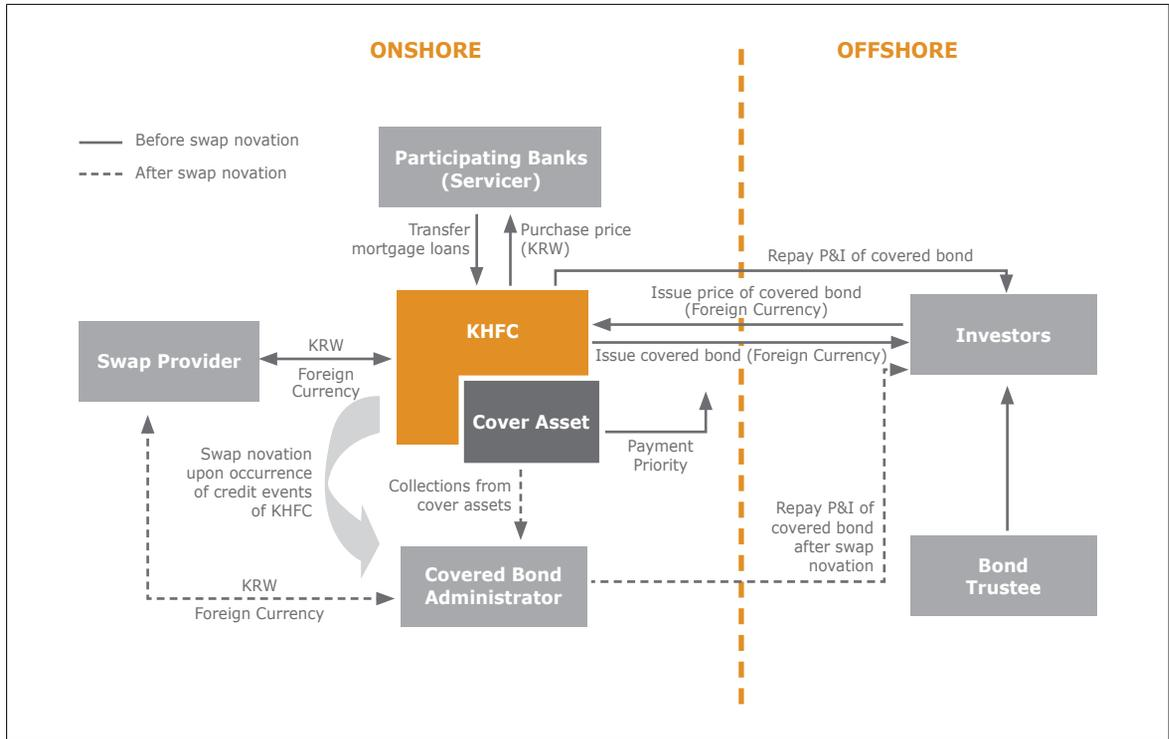 ONSHORE
OFFSHORE
Before swap novation
After swap novation
Participating Banks
(Servicer)
Transfer
mortgage loans
Purchase price
(KRW)
Repay P&I of covered bond
Issue price of covered bond
(Foreign Currency)
KHFC
Investors
Swap Provider
KRW
Foreign
Currency
Issue covered bond (Foreign Currency)
Cover Asset
Payment
Priority
Swap novation
upon occurrence
of credit events
of KHFC
Collections from
cover assets
Repay P&I of
covered bond
after swap
novation
Covered Bond
Administrator
Bond
Trustee
KRW
Foreign Currency